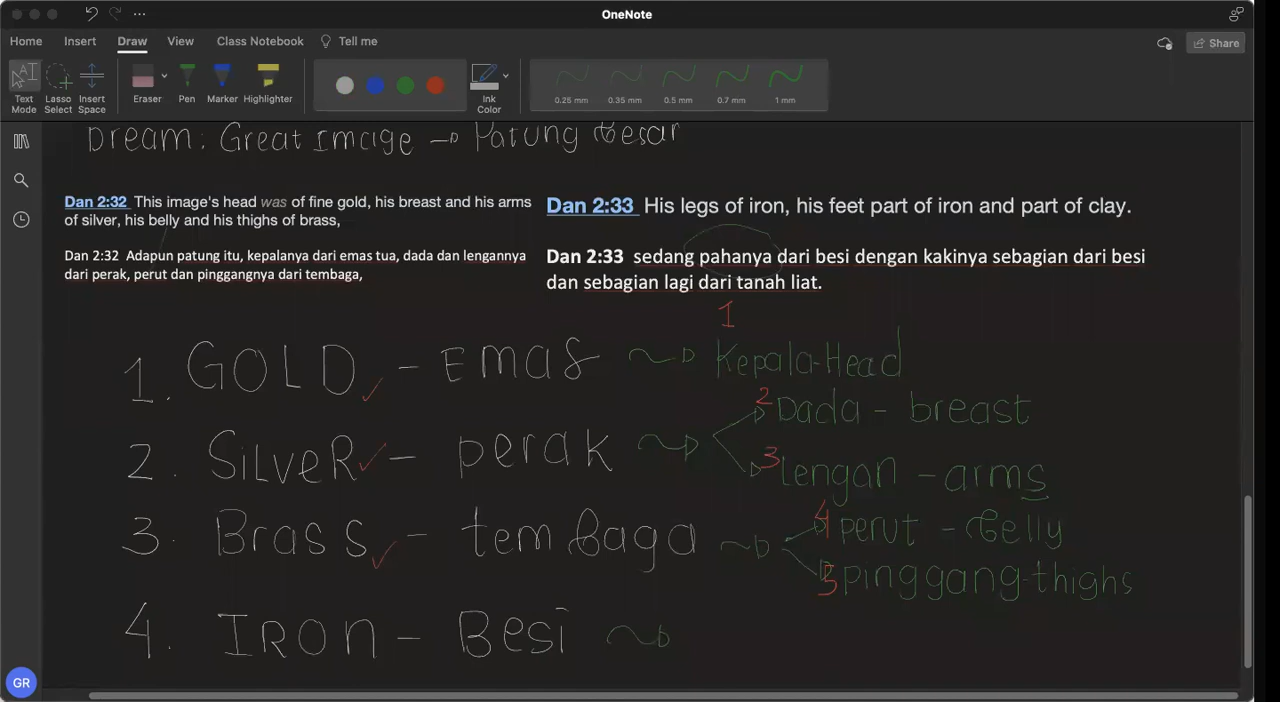 OneNote
Home Insert Draw View Class Notebook Tell me
Share
Text Mode
Lasso Select
Insert Space
Eraser
Pen
Marker
Highlighter
Ink Color
0.25 mm
0.35 mm
0.5 mm
0.7 mm
1 mm
Dream: Great Image → Patung besar
Dan 2:32 This image's head was of fine gold, his breast and his arms
of silver, his belly and his thighs of brass,
Dan 2:32 Adapun patung itu, kepalanya dari emas tua, dada dan lengannya
dari perak, perut dan pinggangnya dari tembaga,
Dan 2:33 His legs of iron, his feet part of iron and part of clay.
Dan 2:33 sedang pahanya dari besi dengan kakinya sebagian dari besi
dan sebagian lagi dari tanah liat.
1. GOLD ✓ - EMAS → 1 Kepala-Head
2. SiLveR ✓ - perak → 2 Dada - breast
3 Lengan - arms
3. Brass ✓ - tembaga → 4 perut - belly
5 pinggang-thighs
4. IRon - Besi →
GR